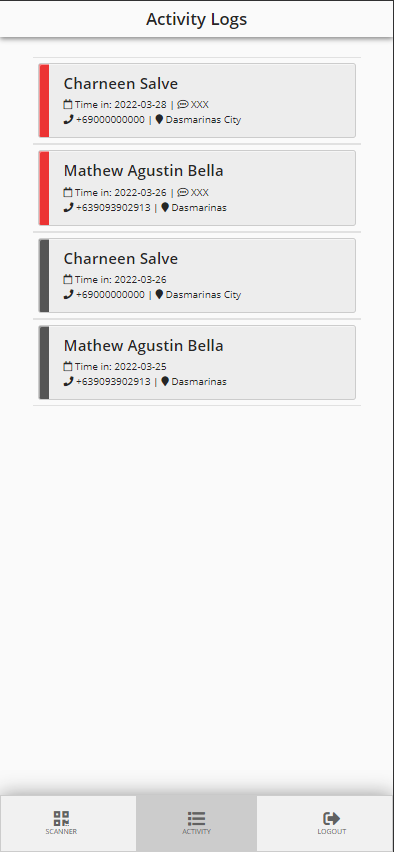 Activity Logs
Charneen Salve
Time in: 2022-03-28 | XXX
+69000000000 | Dasmarinas City
Mathew Agustin Bella
Time in: 2022-03-26 | XXX
+639093902913 | Dasmarinas
Charneen Salve
Time in: 2022-03-26
+69000000000 | Dasmarinas City
Mathew Agustin Bella
Time in: 2022-03-25
+639093902913 | Dasmarinas
SCANNER
ACTIVITY
LOGOUT